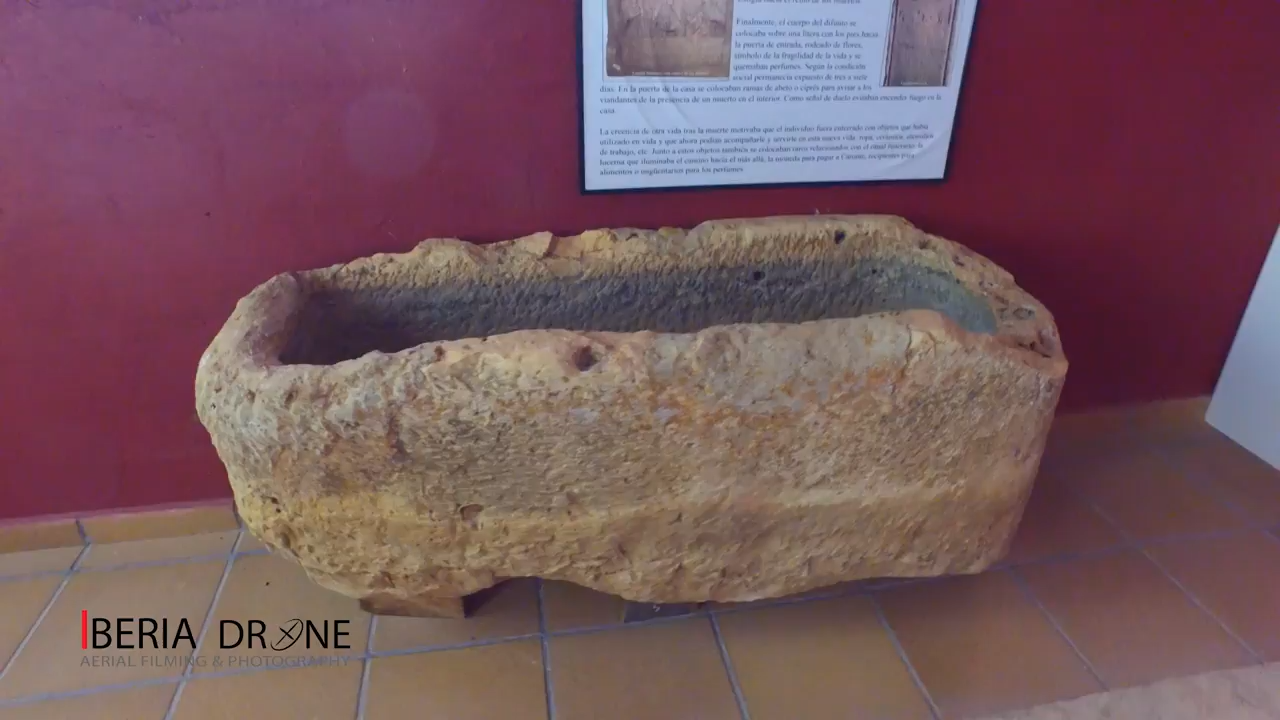 Finalmente, el cuerpo del difunto se
colocaba sobre una litera con los pies hacia
la puerta de entrada, rodeado de flores,
símbolo de la fragilidad de la vida y se
quemaban perfumes. Según la condición
social permanecía expuesto de tres a siete
días. En la puerta de la casa se colocaban ramas de abeto o ciprés para avisar a los
viandantes de la presencia de un muerto en el interior. Como señal de duelo evitaban encender fuego en la
casa.
La creencia de otra vida tras la muerte motivaba que el individuo fuera enterrado con objetos que había
utilizado en vida y que ahora podían acompañarle y servirle en esta nueva vida: ropa, cerámica, utensilios
de trabajo, etc. Junto a estos objetos también se colocaban otros relacionados con el ritual funerario: la
lucerna que iluminaba el camino hacia el más allá, la moneda para pagar a Caronte, recipientes para
alimentos o ungüentarios para los perfumes
IBERIA DRONE
AERIAL FILMING & PHOTOGRAPHY